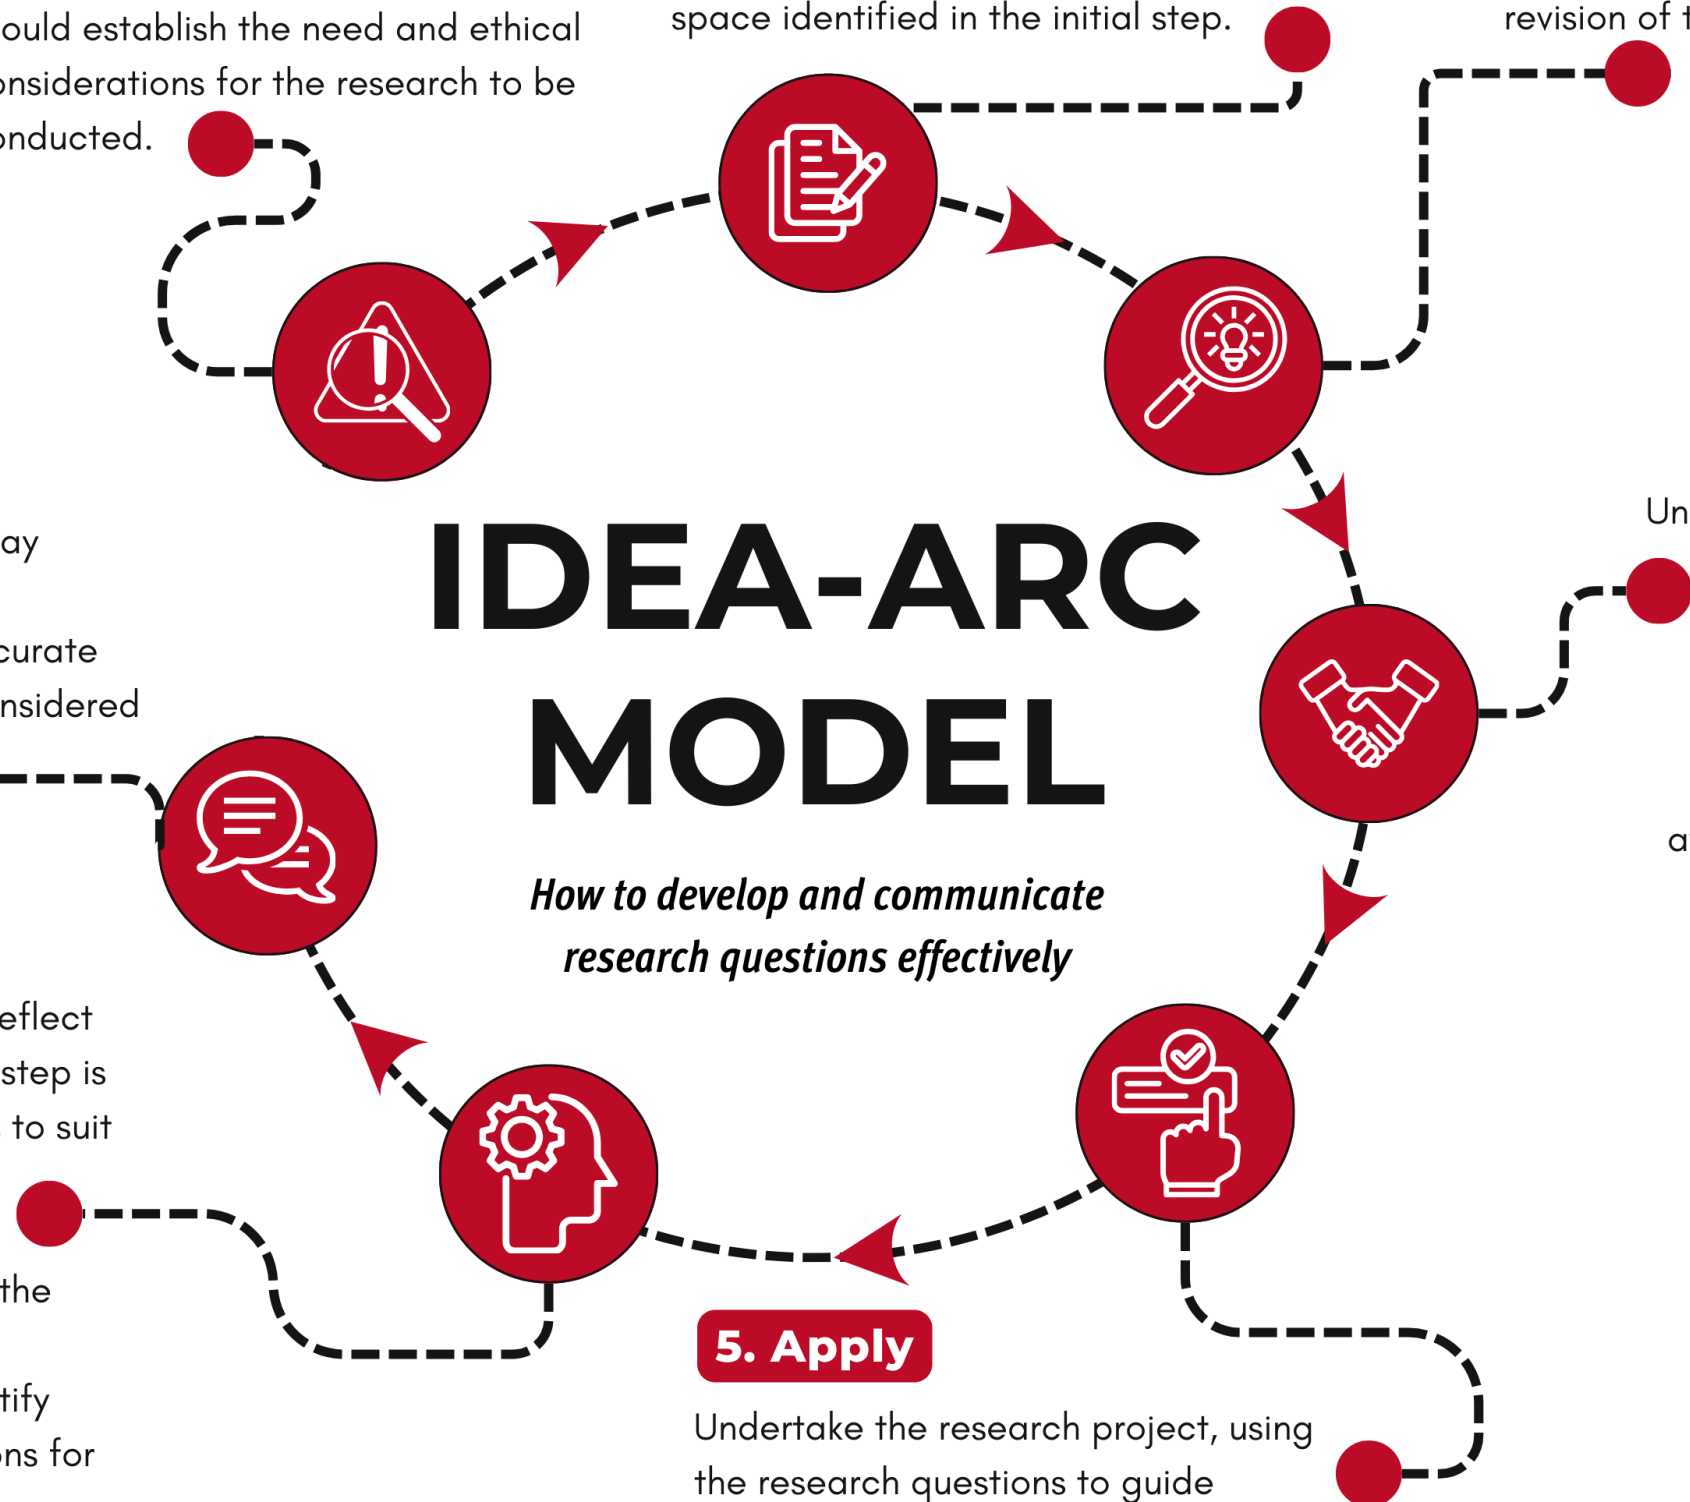 ould establish the need and ethical
onsiderations for the research to be
onducted.
space identified in the initial step.
revision of t
IDEA-ARC
MODEL
How to develop and communicate
research questions effectively
ay
curate
nsidered
Un
a
eflect
step is
to suit
the
tify
ns for
5. Apply
Undertake the research project, using
the research questions to guide